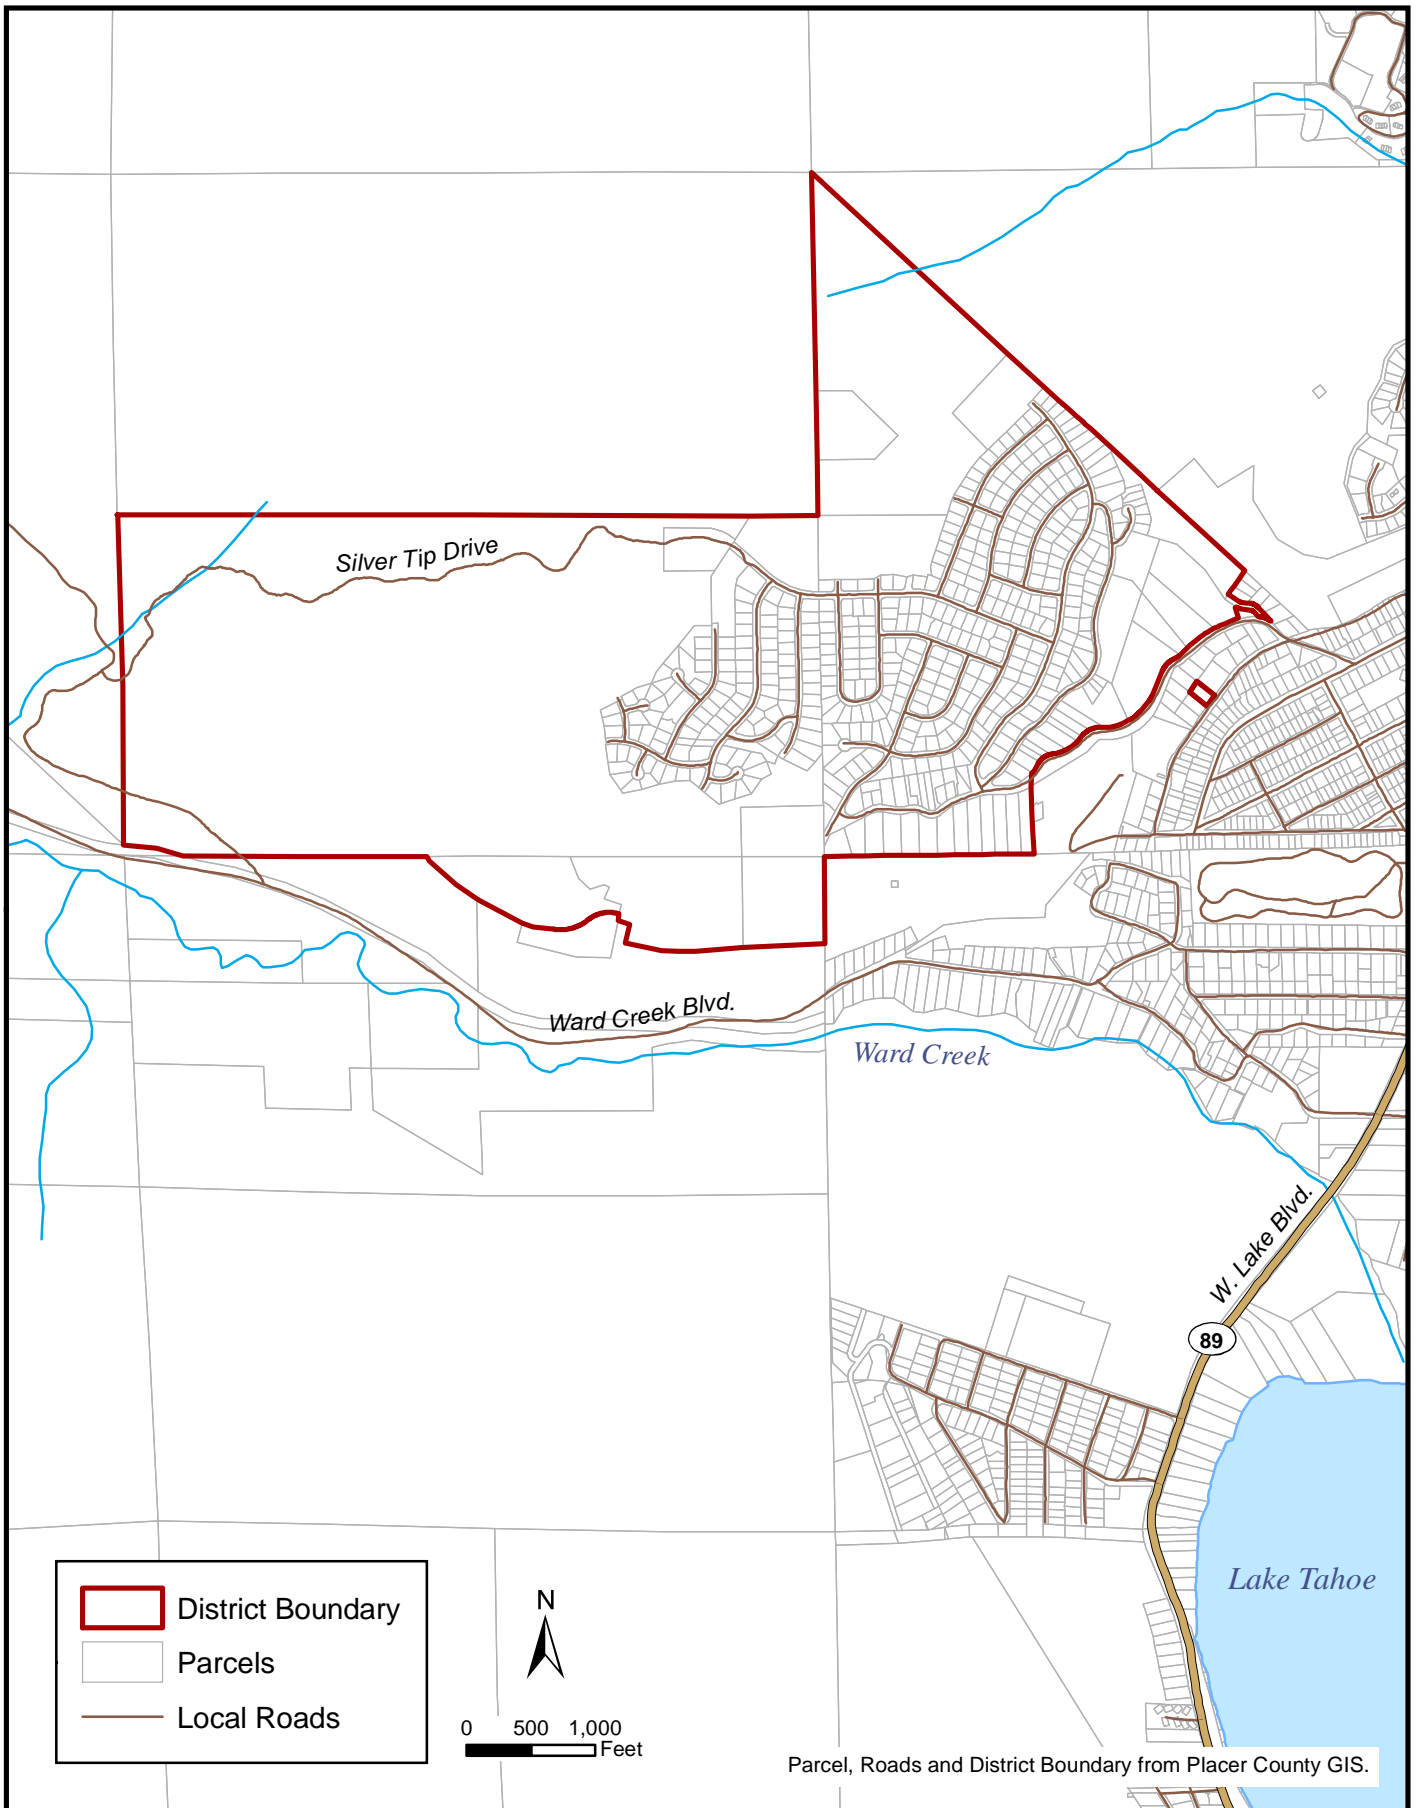 Silver Tip Drive
Ward Creek Blvd.
Ward Creek
W. Lake Blvd.
89
Lake Tahoe
District Boundary
Parcels
Local Roads
N
0 500 1,000
Feet
Parcel, Roads and District Boundary from Placer County GIS.